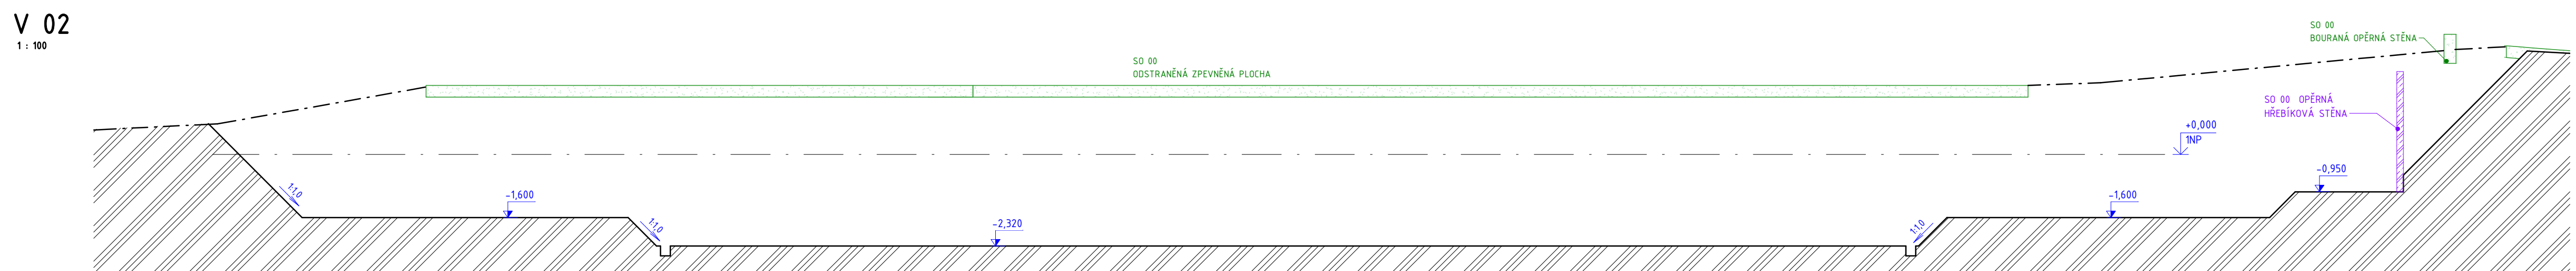 V 02
1 : 100
SO 00
ODSTRANĚNÁ ZPEVNĚNÁ PLOCHA
SO 00
BOURANÁ OPĚRNÁ STĚNA
SO 00 OPĚRNÁ
HŘEBÍKOVÁ STĚNA
+0,000
1NP
1:1,0
-1,600
1:1,0
-2,320
1:1,0
-1,600
-0,950